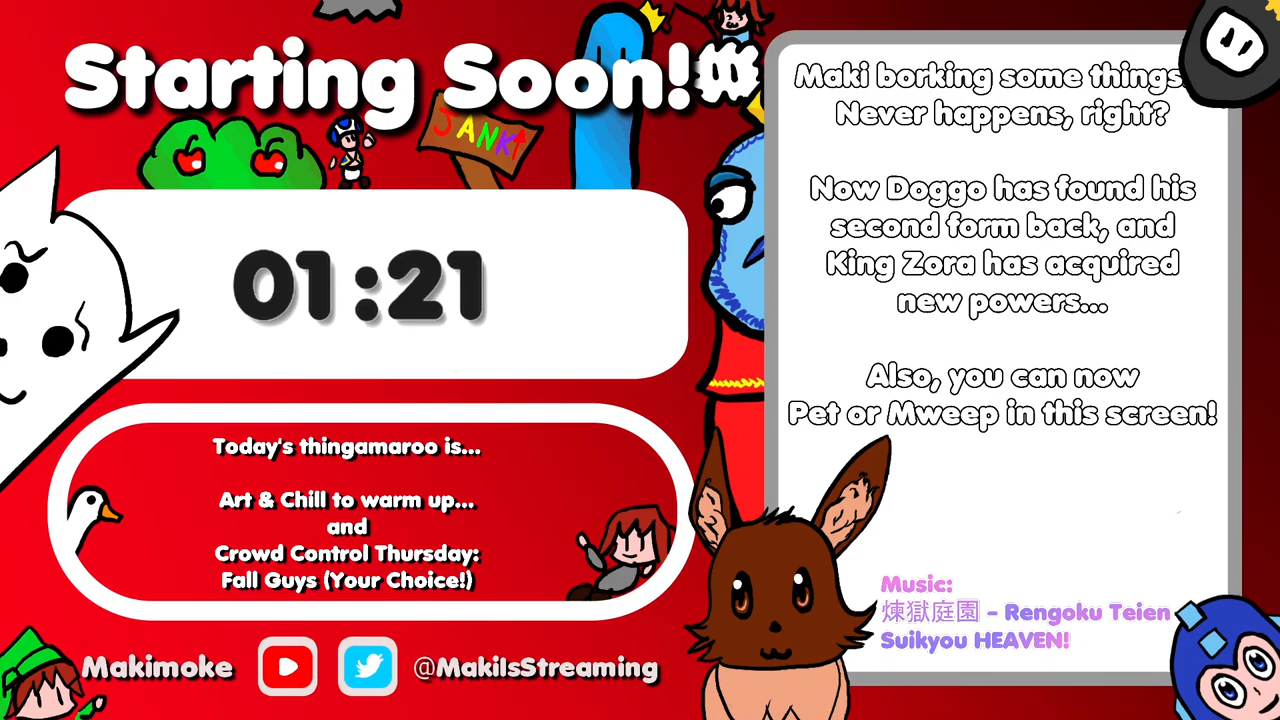 Starting Soon!
SANKT
01:21
Today's thingamaroo is...
Art & Chill to warm up...
and
Crowd Control Thursday:
Fall Guys (Your Choice!)
Makimoke
@MakiIsStreaming
Maki borking some things
Never happens, right?
Now Doggo has found his
second form back, and
King Zora has acquired
new powers...
Also, you can now
Pet or Mweep in this screen!
Music:
煉獄庭園 - Rengoku Teien
Suikyou HEAVEN!